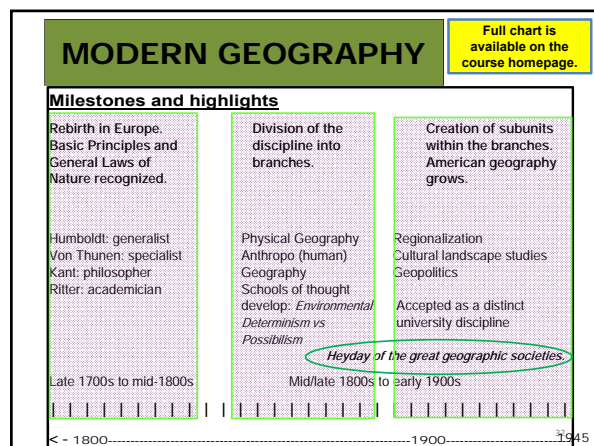 MODERN GEOGRAPHY
Full chart is
available on the
course homepage.
Milestones and highlights
Rebirth in Europe.
Basic Principles and
General Laws of
Nature recognized.
Humboldt: generalist
Von Thunen: specialist
Kant: philosopher
Ritter: academician
Late 1700s to mid-1800s
Division of the
discipline into
branches.
Physical Geography
Anthropo (human)
Geography
Schools of thought
develop: Environmental
Determinism vs
Possibilism
Creation of subunits
within the branches.
American geography
grows.
Regionalization
Cultural landscape studies
Geopolitics
Accepted as a distinct
university discipline
Heyday of the great geographic societies.
Mid/late 1800s to early 1900s
< - 1800-----------------------------------------------------1900------------------------1945